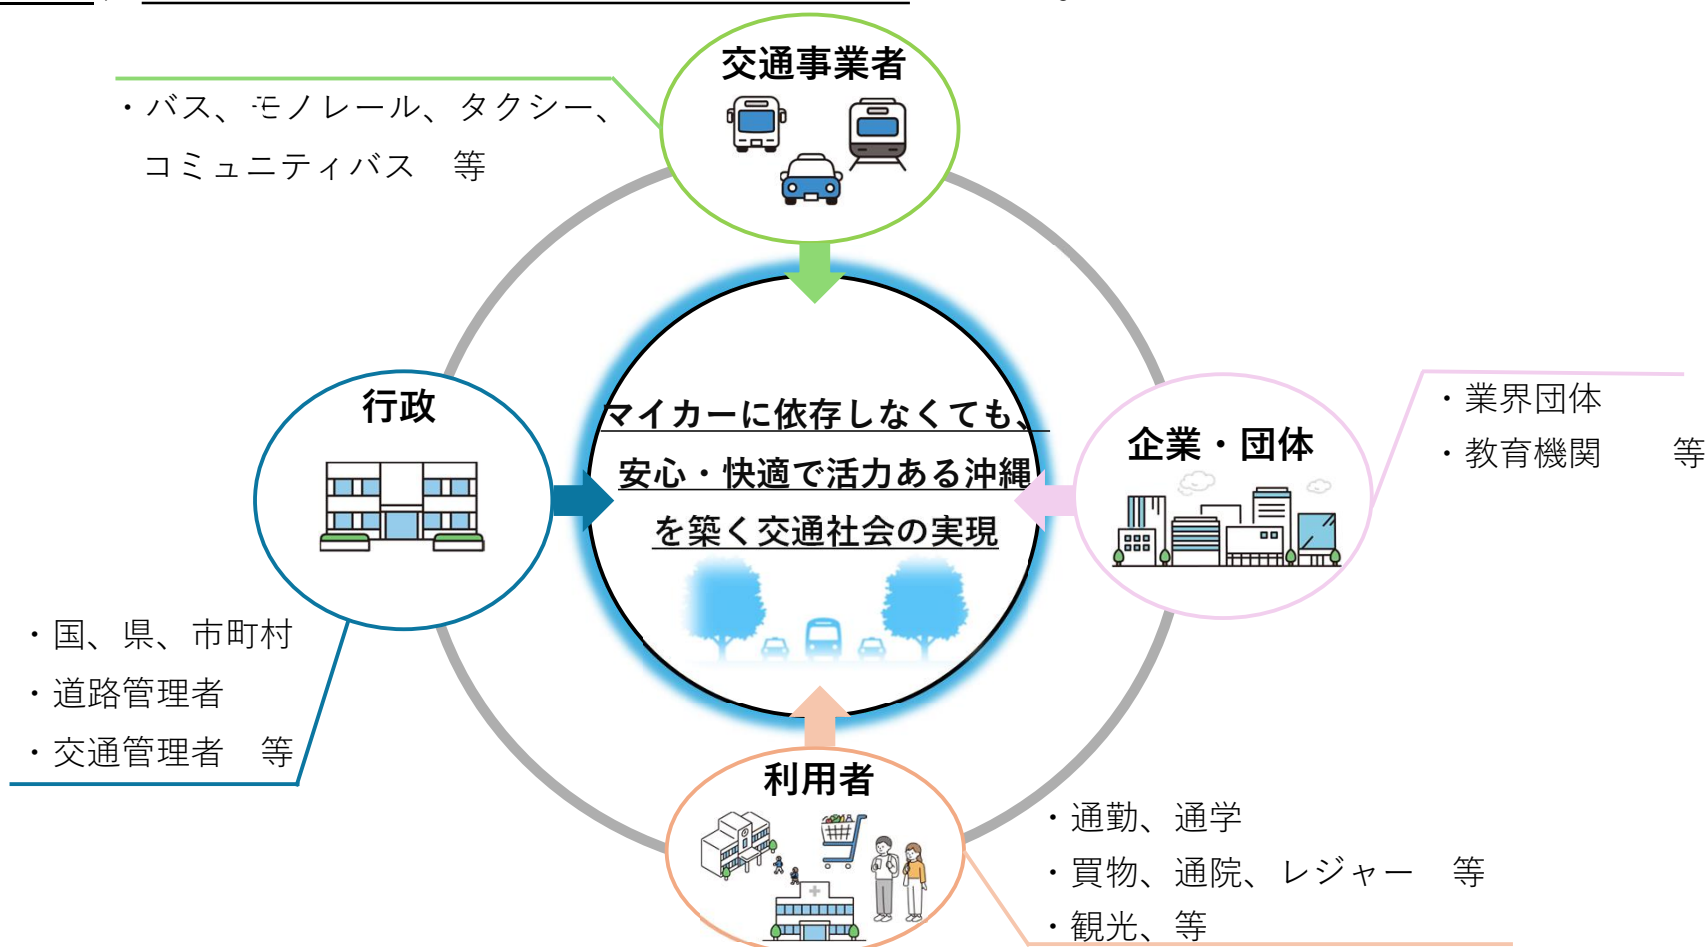 交通事業者
・バス、モノレール、タクシー、
コミュニティバス　等
行政
・国、県、市町村
・道路管理者
・交通管理者　等
マイカーに依存しなくても、
安心・快適で活力ある沖縄
を築く交通社会の実現
企業・団体
・業界団体
・教育機関　　等
利用者
・通勤、通学
・買物、通院、レジャー　等
・観光、等